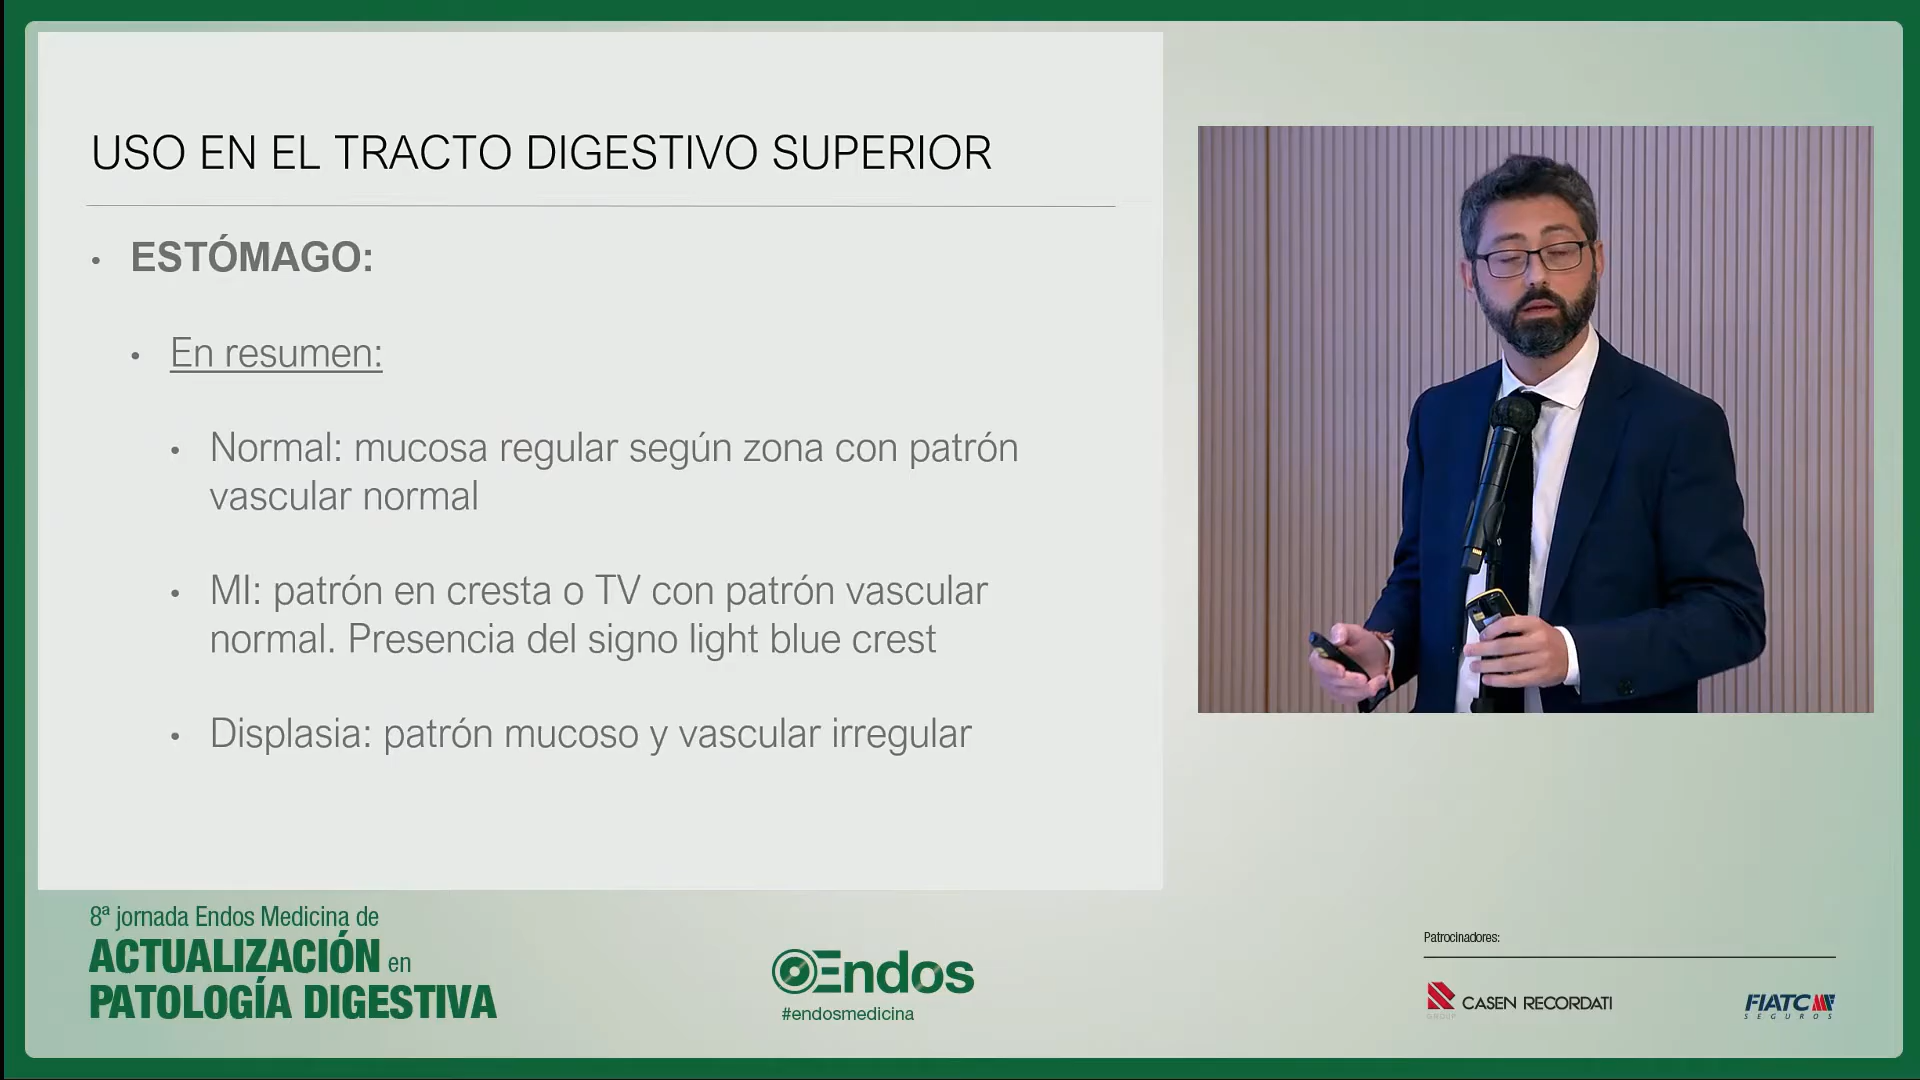 USO EN EL TRACTO DIGESTIVO SUPERIOR
• ESTÓMAGO:
• En resumen:
• Normal: mucosa regular según zona con patrón
vascular normal
• MI: patrón en cresta o TV con patrón vascular
normal. Presencia del signo light blue crest
• Displasia: patrón mucoso y vascular irregular
8ª jornada Endos Medicina de
ACTUALIZACIÓN en
PATOLOGÍA DIGESTIVA
Endos
#endosmedicina
Patrocinadores:
CASEN RECORDATI
GROUP
FIATC
SEGUROS